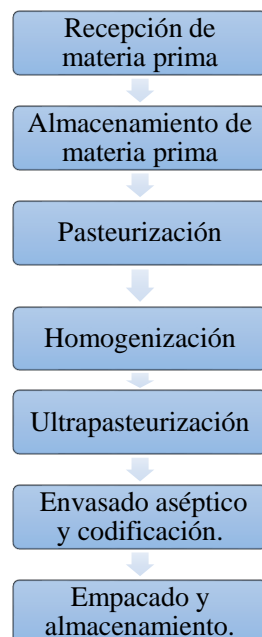 Recepción de
materia prima
Almacenamiento de
materia prima
Pasteurización
Homogenización
Ultrapasteurización
Envasado aséptico
y codificación.
Empacado y
almacenamiento.